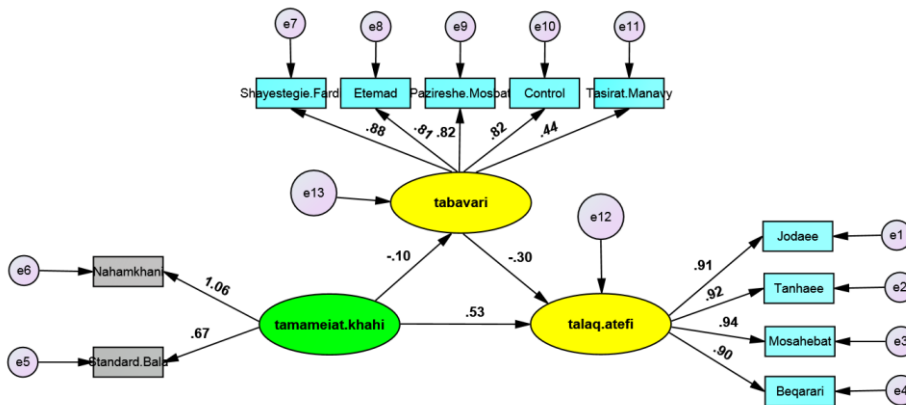 e7
e8
e9
e10
e11
Shayestegie.Fard
Etemad
Pazireshe.Mosbat
Control
Tasirat.Manavy
.88
.81
.82
.82
.44
e13
tabavari
e12
Jodaee
e1
-.10
-.30
.91
e6
Nahamkhani
1.06
.92
Tanhaee
e2
tamameiat.khahi
.53
talaq.atefi
.94
Mosahebat
e3
.67
e5
Standard.Bala
.90
Beqarari
e4